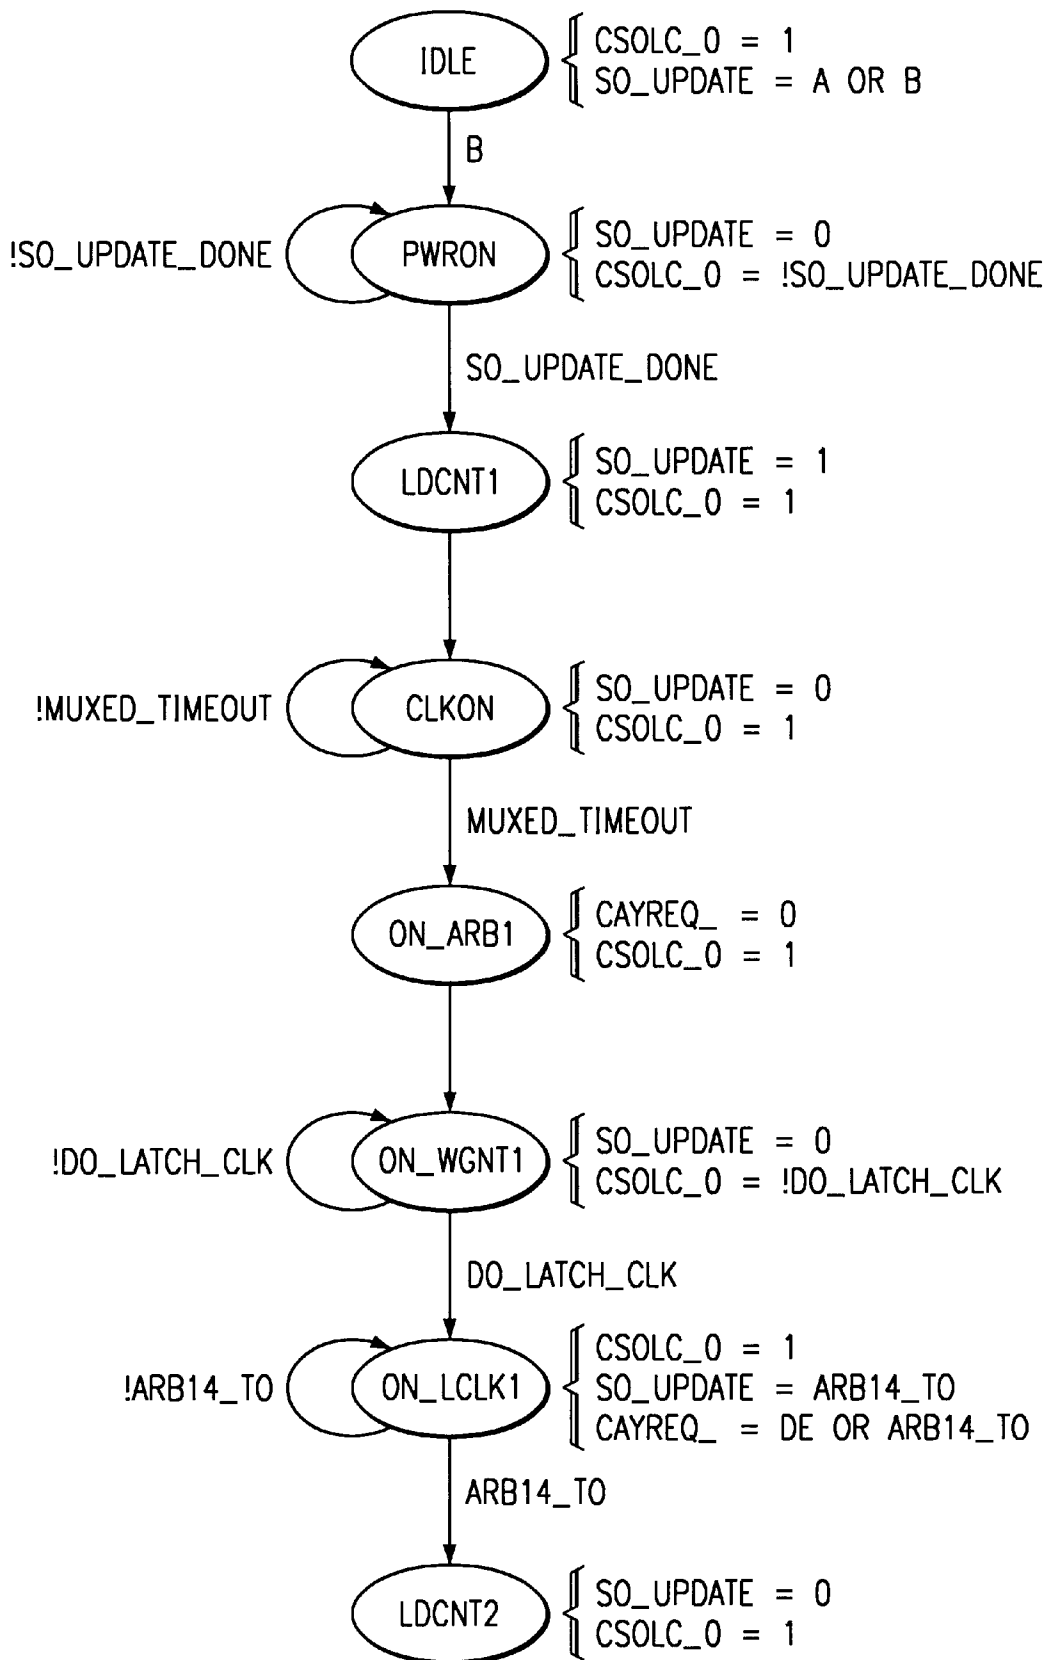 IDLE
CSOLC_0 = 1
SO_UPDATE = A OR B
B
!SO_UPDATE_DONE
PWRON
SO_UPDATE = 0
CSOLC_0 = !SO_UPDATE_DONE
SO_UPDATE_DONE
LDCNT1
SO_UPDATE = 1
CSOLC_0 = 1
!MUXED_TIMEOUT
CLKON
SO_UPDATE = 0
CSOLC_0 = 1
MUXED_TIMEOUT
ON_ARB1
CAYREQ_ = 0
CSOLC_0 = 1
!DO_LATCH_CLK
ON_WGNT1
SO_UPDATE = 0
CSOLC_0 = !DO_LATCH_CLK
DO_LATCH_CLK
!ARB14_TO
ON_LCLK1
CSOLC_0 = 1
SO_UPDATE = ARB14_TO
CAYREQ_ = DE OR ARB14_TO
ARB14_TO
LDCNT2
SO_UPDATE = 0
CSOLC_0 = 1